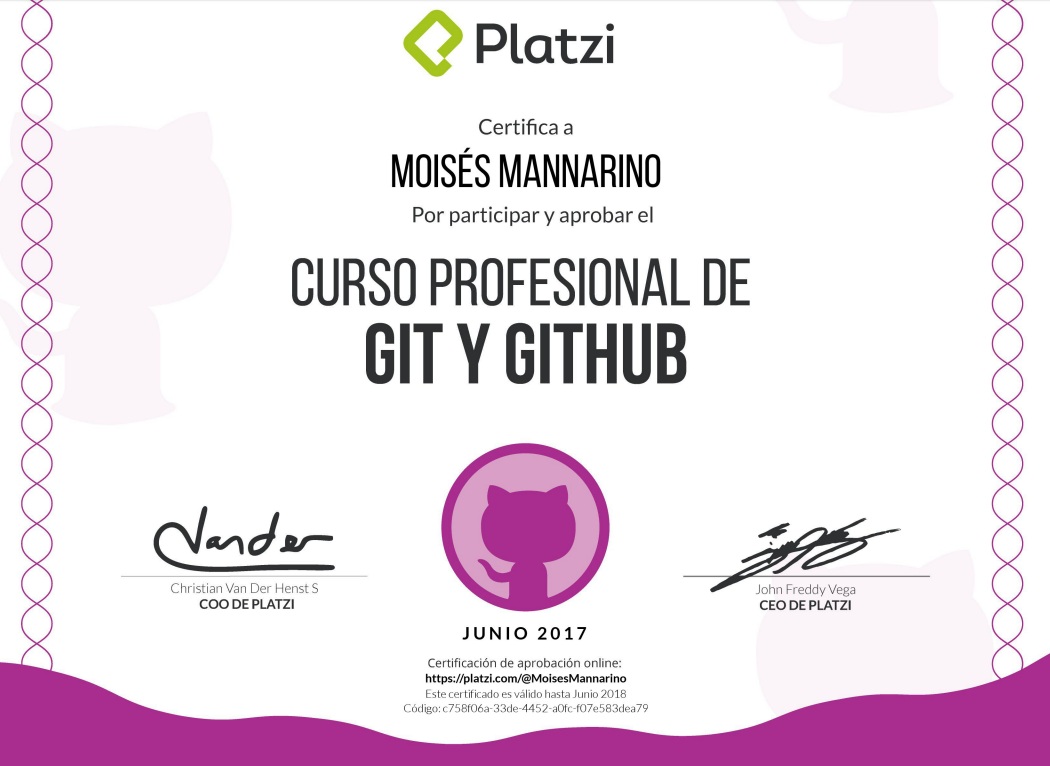 Platzi
Certifica a
MOISÉS MANNARINO
Por participar y aprobar el
CURSO PROFESIONAL DE
GIT Y GITHUB
Vander
Christian Van Der Henst S
COO DE PLATZI
John Freddy Vega
CEO DE PLATZI
JUNIO 2017
Certificación de aprobación online:
https://platzi.com/@MoisesMannarino
Este certificado es válido hasta Junio 2018
Código: c758f06a-33de-4452-a0fc-f07e583dea79